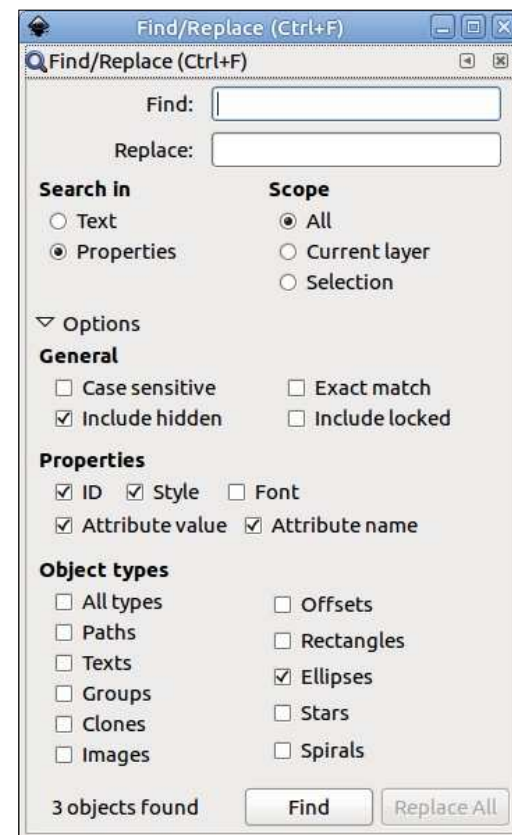 Find/Replace (Ctrl+F)
Find/Replace (Ctrl+F)
Find:
Replace:
Search in Scope
Text All
Properties Current layer
Selection
Options
General
Case sensitive Exact match
Include hidden Include locked
Properties
ID Style Font
Attribute value Attribute name
Object types
All types Offsets
Paths Rectangles
Texts Ellipses
Groups Stars
Clones Spirals
Images
3 objects found Find Replace All